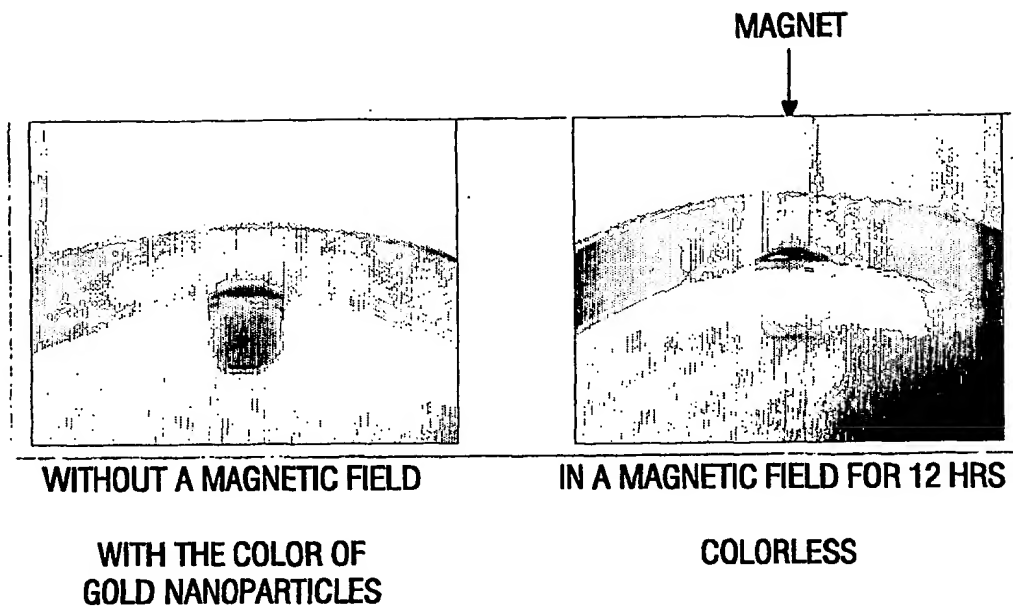 MAGNET
WITHOUT A MAGNETIC FIELD
IN A MAGNETIC FIELD FOR 12 HRS
WITH THE COLOR OF
GOLD NANOPARTICLES
COLORLESS